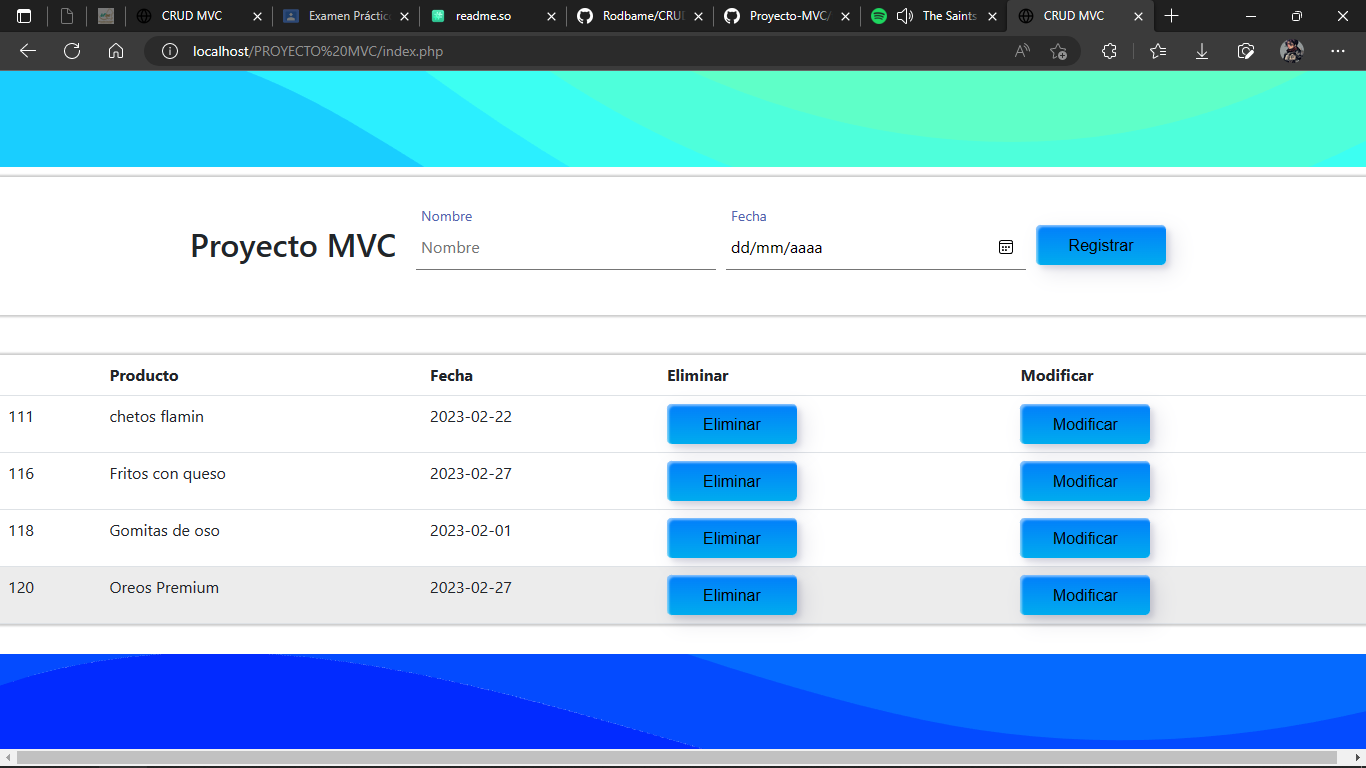 CRUD MVC
Examen Práctic
readme.so
Rodbame/CRUD
Proyecto-MVC/
The Saints
CRUD MVC
localhost/PROYECTO%20MVC/index.php
Proyecto MVC
Nombre
Nombre
Fecha
dd/mm/aaaa
Registrar
Producto Fecha Eliminar Modificar
111 chetos flamin 2023-02-22 Eliminar Modificar
116 Fritos con queso 2023-02-27 Eliminar Modificar
118 Gomitas de oso 2023-02-01 Eliminar Modificar
120 Oreos Premium 2023-02-27 Eliminar Modificar